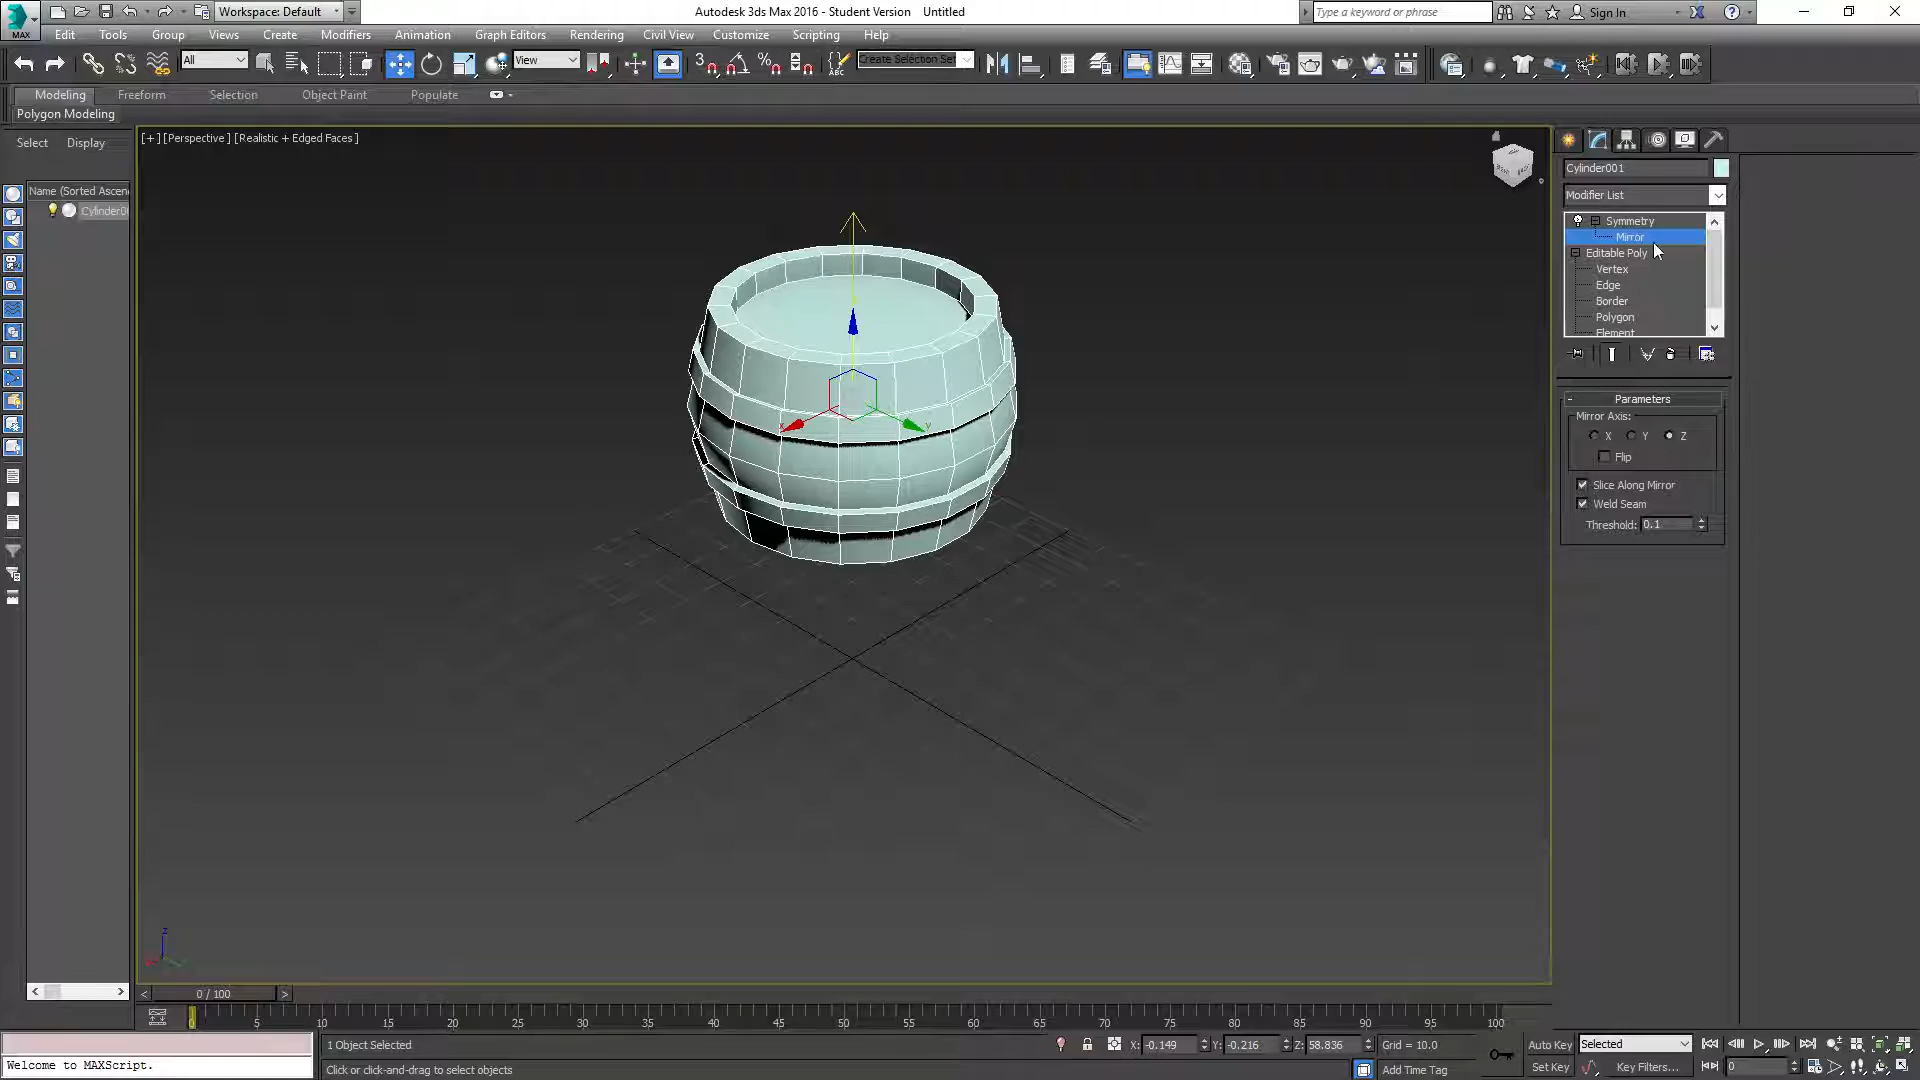 Workspace: Default
Autodesk 3ds Max 2016 - Student Version Untitled
Type a keyword or phrase
Sign In
MAX
Edit Tools Group Views Create Modifiers Animation Graph Editors Rendering Civil View Customize Scripting Help
All
View
3
ABC
Create Selection Set
Modeling Freeform Selection Object Paint Populate
Polygon Modeling
Select Display
[+] [Perspective ] [Realistic + Edged Faces ]
Name (Sorted Ascen
Cylinder0
Cylinder001
Modifier List
Symmetry
Mirror
Editable Poly
Vertex
Edge
Border
Polygon
Element
- Parameters
Mirror Axis:
X Y Z
Flip
Slice Along Mirror
Weld Seam
Threshold: 0.1
x
y
z
< 0 / 100 >
0 5 10 15 20 25 30 35 40 45 50 55 60 65 70 75 80 85 90 95 100
1 Object Selected
X: -0.149 Y: -0.216 Z: 58.836 Grid = 10.0
Auto Key Selected
Welcome to MAXScript.
Click or click-and-drag to select objects
Add Time Tag
Set Key Key Filters... 0